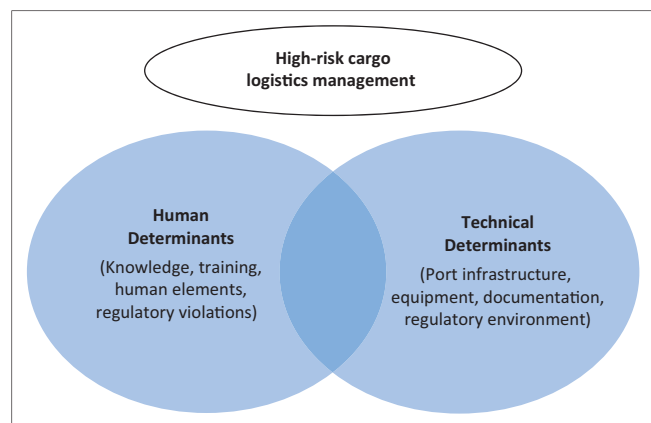 High-risk cargo
logistics management
Human
Determinants
(Knowledge, training,
human elements,
regulatory violations)
Technical
Determinants
(Port infrastructure,
equipment, documentation,
regulatory environment)